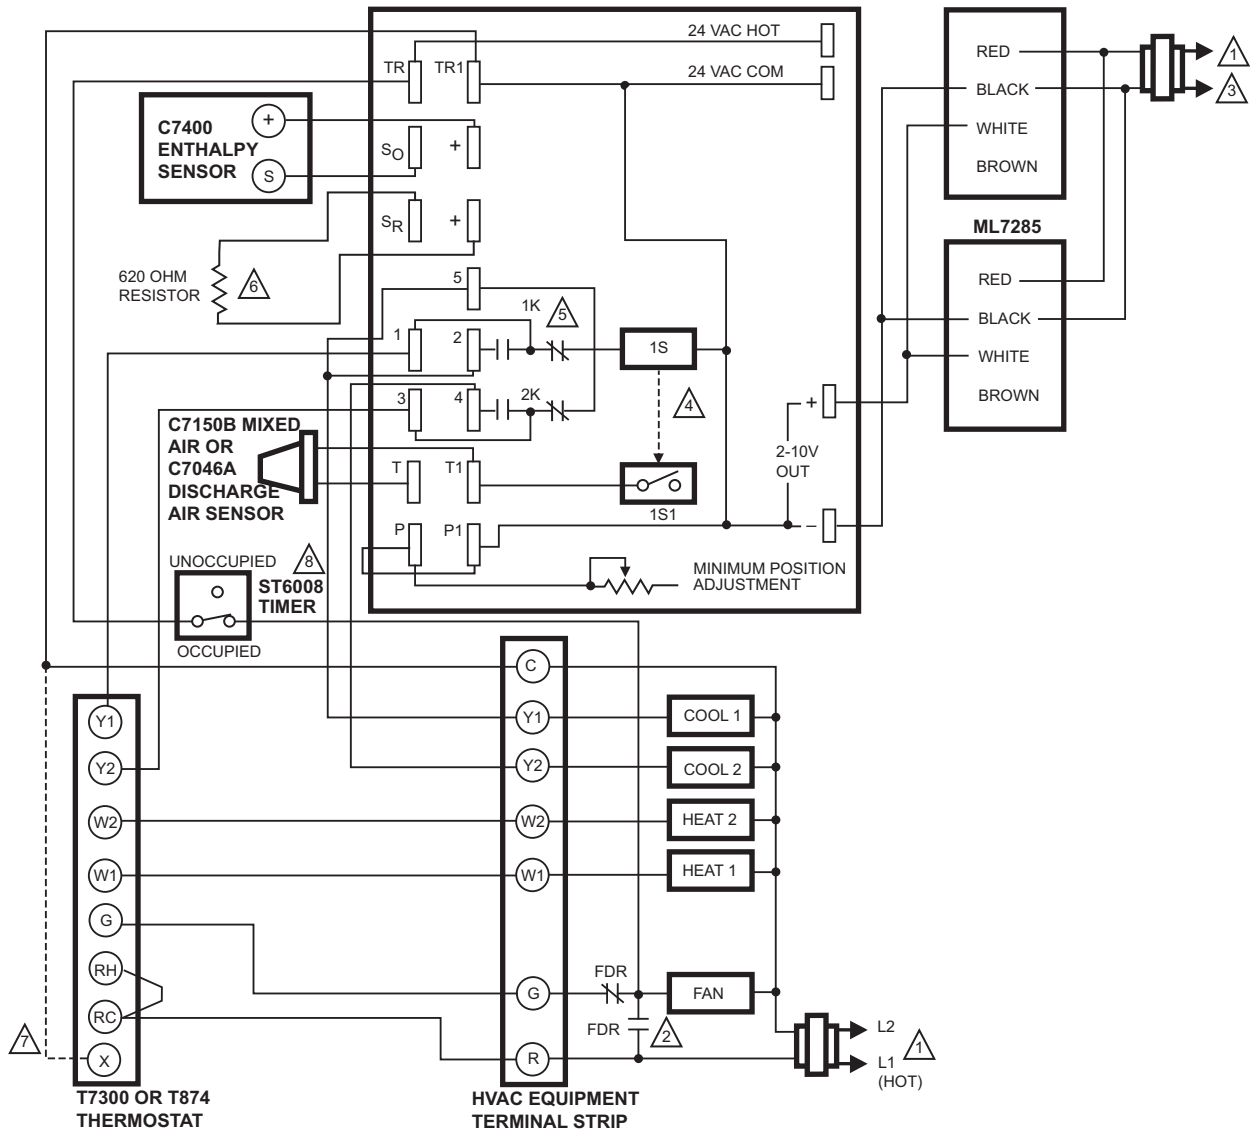 24 VAC HOT
24 VAC COM
TR
TR1
RED
BLACK
WHITE
BROWN
1
3
C7400
ENTHALPY
SENSOR
+
S
SO
+
SR
+
ML7285
RED
BLACK
WHITE
BROWN
620 OHM
RESISTOR
6
5
1K
5
1
2
1S
3
4
2K
4
C7150B MIXED
AIR OR
C7046A
DISCHARGE
AIR SENSOR
T
T1
1S1
+
2-10V
OUT
–
P
P1
MINIMUM POSITION
ADJUSTMENT
UNOCCUPIED
8
ST6008
TIMER
OCCUPIED
C
Y1
Y1
COOL 1
Y2
Y2
COOL 2
W2
W2
HEAT 2
W1
W1
HEAT 1
G
RH
G
FDR
FAN
RC
FDR
2
7
X
R
L2
L1
(HOT)
1
T7300 OR T874
THERMOSTAT
HVAC EQUIPMENT
TERMINAL STRIP